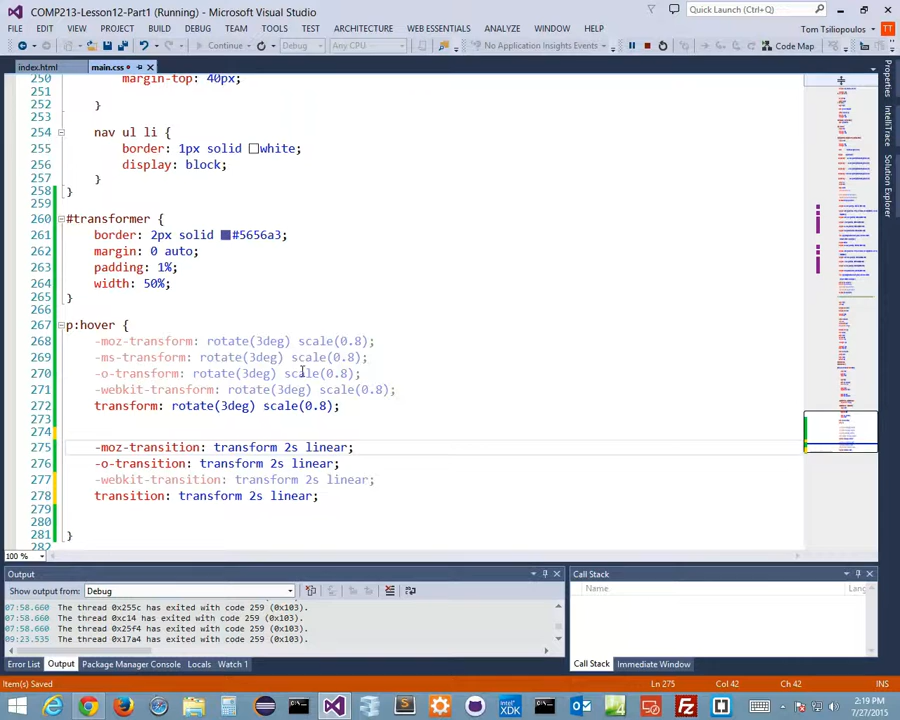 COMP213-Lesson12-Part1 (Running) - Microsoft Visual Studio
Quick Launch (Ctrl+Q)
FILE EDIT VIEW PROJECT BUILD DEBUG TEAM TOOLS TEST ARCHITECTURE WEB ESSENTIALS ANALYZE WINDOW HELP
Tom Tsiliopoulos TT
Continue Debug Any CPU No Application Insights Events Code Map
index.html main.css
250 margin-top: 40px;
251
252 }
253
254 nav ul li {
255 border: 1px solid white;
256 display: block;
257 }
258 }
259
260 #transformer {
261 border: 2px solid #5656a3;
262 margin: 0 auto;
263 padding: 1%;
264 width: 50%;
265 }
266
267 p:hover {
268 -moz-transform: rotate(3deg) scale(0.8);
269 -ms-transform: rotate(3deg) scale(0.8);
270 -o-transform: rotate(3deg) scale(0.8);
271 -webkit-transform: rotate(3deg) scale(0.8);
272 transform: rotate(3deg) scale(0.8);
273
274
275 -moz-transition: transform 2s linear;
276 -o-transition: transform 2s linear;
277 -webkit-transition: transform 2s linear;
278 transition: transform 2s linear;
279
280
281 }
282
Properties
IntelliTrace
Solution Explorer
100 %
Output
Show output from: Debug
07:58.660 The thread 0x255c has exited with code 259 (0x103).
07:58.660 The thread 0xc14 has exited with code 259 (0x103).
07:58.660 The thread 0x25f4 has exited with code 259 (0x103).
09:23.535 The thread 0x17a4 has exited with code 259 (0x103).
Call Stack
Name Lang
Error List Output Package Manager Console Locals Watch 1
Call Stack Immediate Window
Item(s) Saved Ln 275 Col 42 Ch 42 INS
2:19 PM
7/27/2015